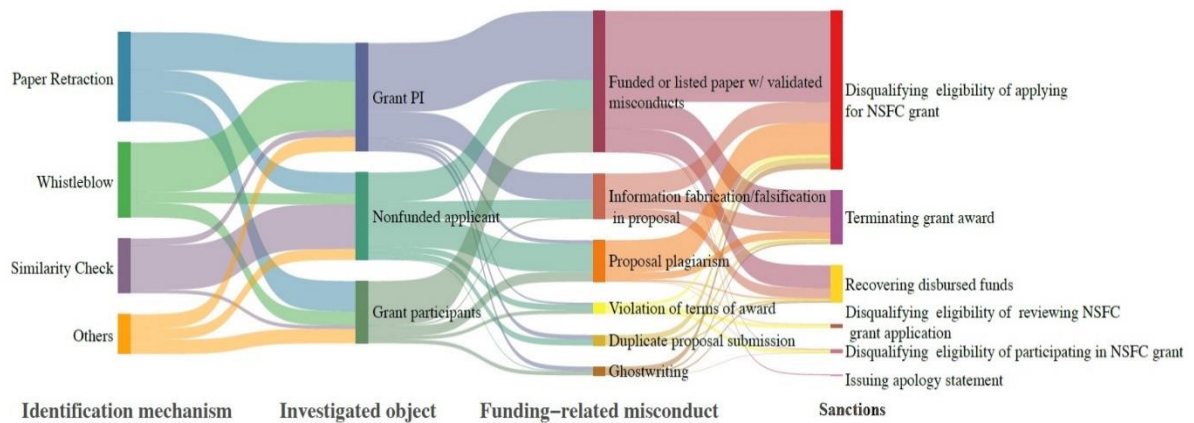 Paper Retraction
Whistleblow
Similarity Check
Others
Grant PI
Nonfunded applicant
Grant participants
Funded or listed paper w/ validated
misconducts
Information fabrication/falsification
in proposal
Proposal plagiarism
Violation of terms of award
Duplicate proposal submission
Ghostwriting
Disqualifying eligibility of applying
for NSFC grant
Terminating grant award
Recovering disbursed funds
Disqualifying eligibility of reviewing NSFC
grant application
Disqualifying eligibility of participating in NSFC grant
Issuing apology statement
Identification mechanism
Investigated object
Funding−related misconduct
Sanctions